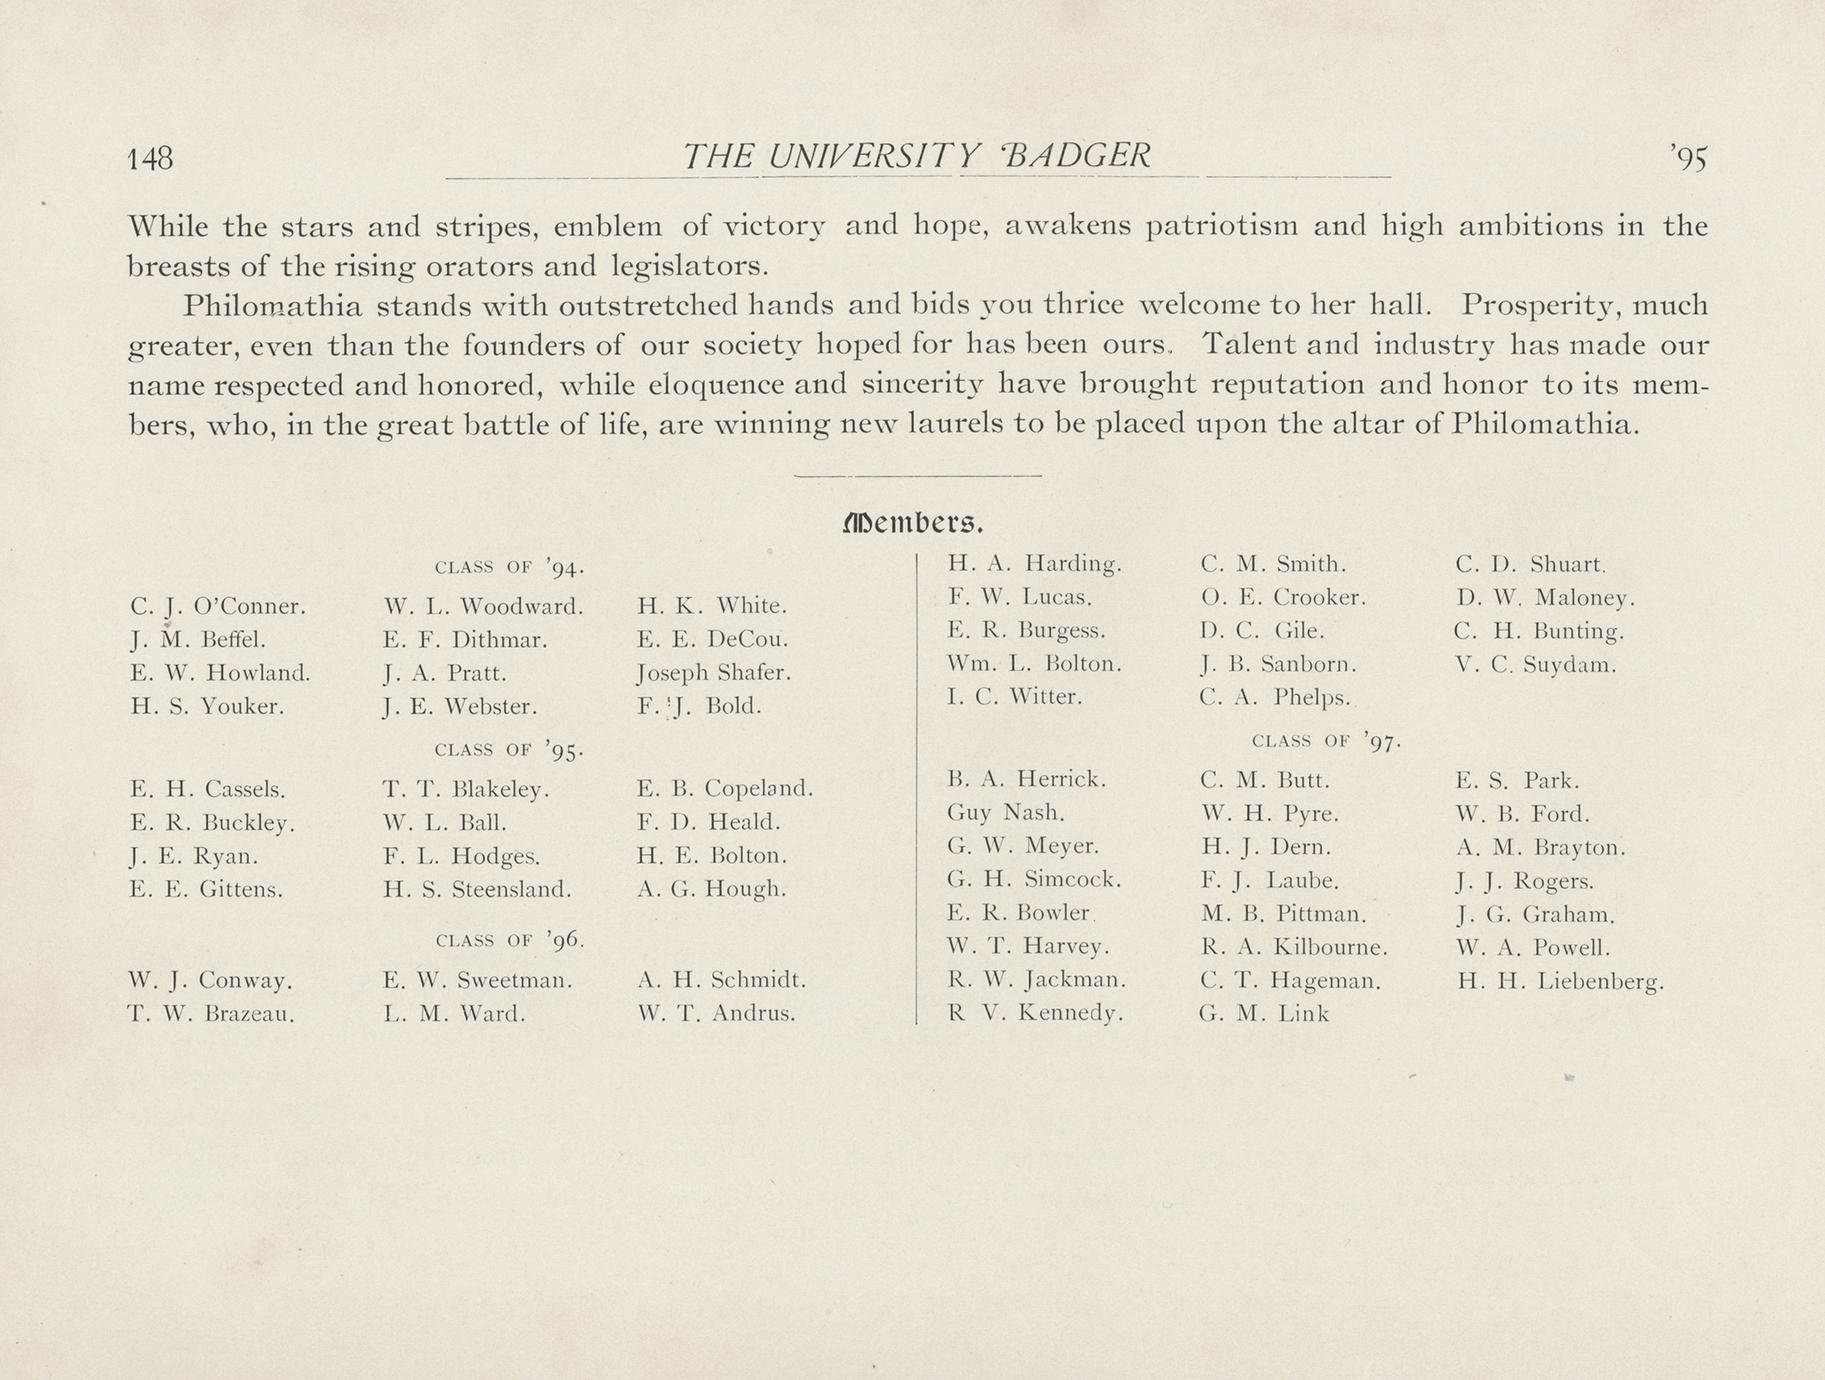 148 THE UNIVERSITY BADGER ’95
While the stars and stripes, emblem of victory and hope, awakens patriotism and high ambitions in the
breasts of the rising orators and legislators.
Philomathia stands with outstretched hands and bids you thrice welcome to her hall. Prosperity, much
greater, even than the founders of our society hoped for has been ours. Talent and industry has made our
name respected and honored, while eloquence and sincerity have brought reputation and honor to its mem-
bers, who, in the great battle of life, are winning new laurels to be placed upon the altar of Philomathia.
Members.
CLASS OF ’94.
C. J. O’Conner. W. L. Woodward. H. K. White.
J. M. Beffel. E. F. Dithmar. E. E. DeCou.
E. W. Howland. J. A. Pratt. Joseph Shafer.
H. S. Youker. J. E. Webster. F. J. Bold.
CLASS OF ’95.
E. H. Cassels. T. T. Blakeley. E. B. Copeland.
E. R. Buckley. W. L. Ball. F. D. Heald.
J. E. Ryan. F. L. Hodges. H. E. Bolton.
E. E. Gittens. H. S. Steensland. A. G. Hough.
CLASS OF ’96.
W. J. Conway. E. W. Sweetman. A. H. Schmidt.
T. W. Brazeau. L. M. Ward. W. T. Andrus.
H. A. Harding. C. M. Smith. C. D. Shuart.
F. W. Lucas. O. E. Crooker. D. W. Maloney.
E. R. Burgess. D. C. Gile. C. H. Bunting.
Wm. L. Bolton. J. B. Sanborn. V. C. Suydam.
I. C. Witter. C. A. Phelps.
CLASS OF ’97.
B. A. Herrick. C. M. Butt. E. S. Park.
Guy Nash. W. H. Pyre. W. B. Ford.
G. W. Meyer. H. J. Dern. A. M. Brayton.
G. H. Simcock. F. J. Laube. J. J. Rogers.
E. R. Bowler. M. B. Pittman. J. G. Graham.
W. T. Harvey. R. A. Kilbourne. W. A. Powell.
R. W. Jackman. C. T. Hageman. H. H. Liebenberg.
R V. Kennedy. G. M. Link